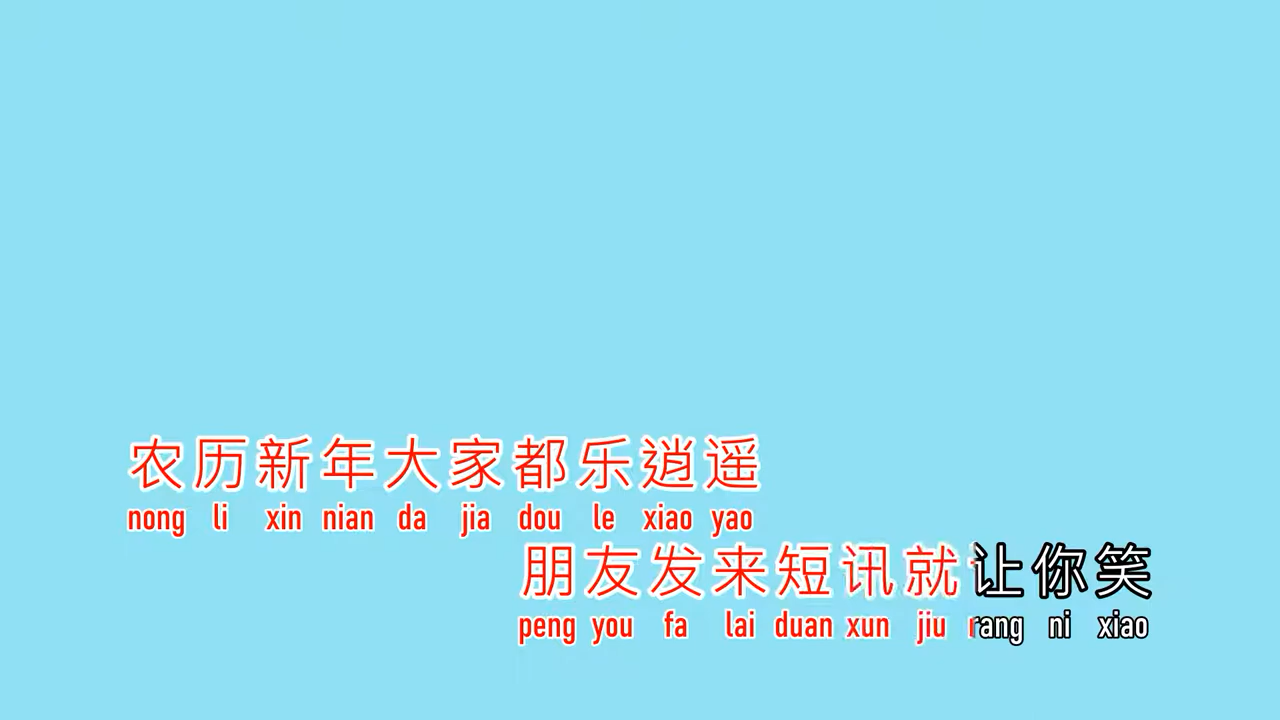 农历新年大家都乐逍遥
nong li xin nian da jia dou le xiao yao
朋友发来短讯就让你笑
peng you fa lai duan xun jiu rang ni xiao